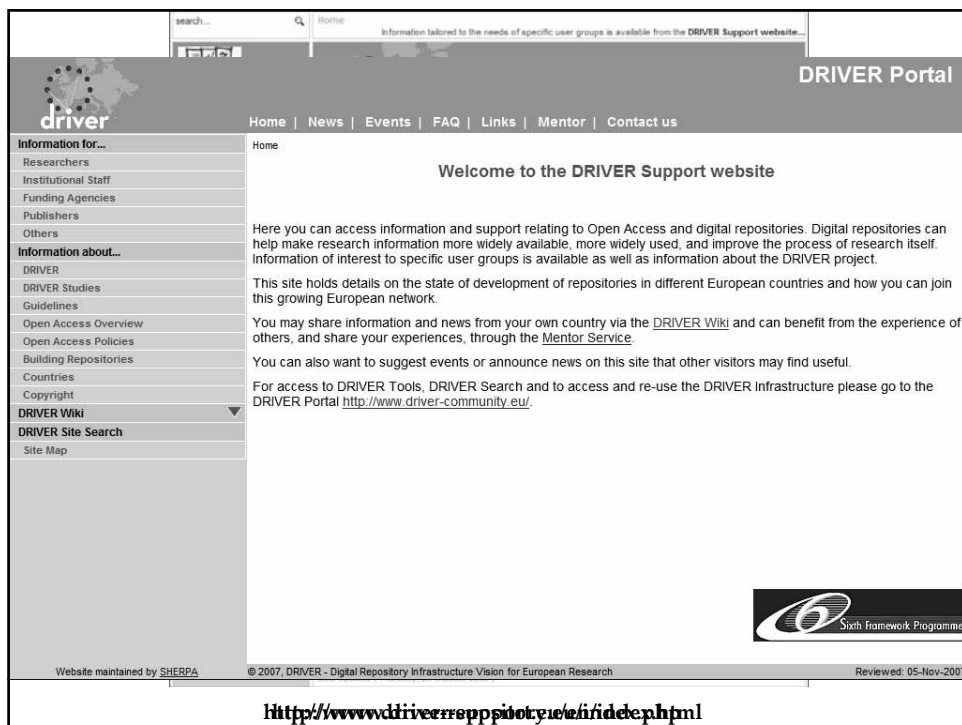 search...
Home
Information tailored to the needs of specific user groups is available from the DRIVER Support website...
DRIVER Portal
driver
Home | News | Events | FAQ | Links | Mentor | Contact us
Information for...
Researchers
Institutional Staff
Funding Agencies
Publishers
Others
Information about...
DRIVER
DRIVER Studies
Guidelines
Open Access Overview
Open Access Policies
Building Repositories
Countries
Copyright
DRIVER Wiki
DRIVER Site Search
Site Map
Home
Welcome to the DRIVER Support website
Here you can access information and support relating to Open Access and digital repositories. Digital repositories can
help make research information more widely available, more widely used, and improve the process of research itself.
Information of interest to specific user groups is available as well as information about the DRIVER project.
This site holds details on the state of development of repositories in different European countries and how you can join
this growing European network.
You may share information and news from your own country via the DRIVER Wiki and can benefit from the experience of
others, and share your experiences, through the Mentor Service.
You can also want to suggest events or announce news on this site that other visitors may find useful.
For access to DRIVER Tools, DRIVER Search and to access and re-use the DRIVER Infrastructure please go to the
DRIVER Portal http://www.driver-community.eu/.
6
Sixth Framework Programme
Website maintained by SHERPA
© 2007, DRIVER - Digital Repository Infrastructure Vision for European Research
Reviewed: 05-Nov-200